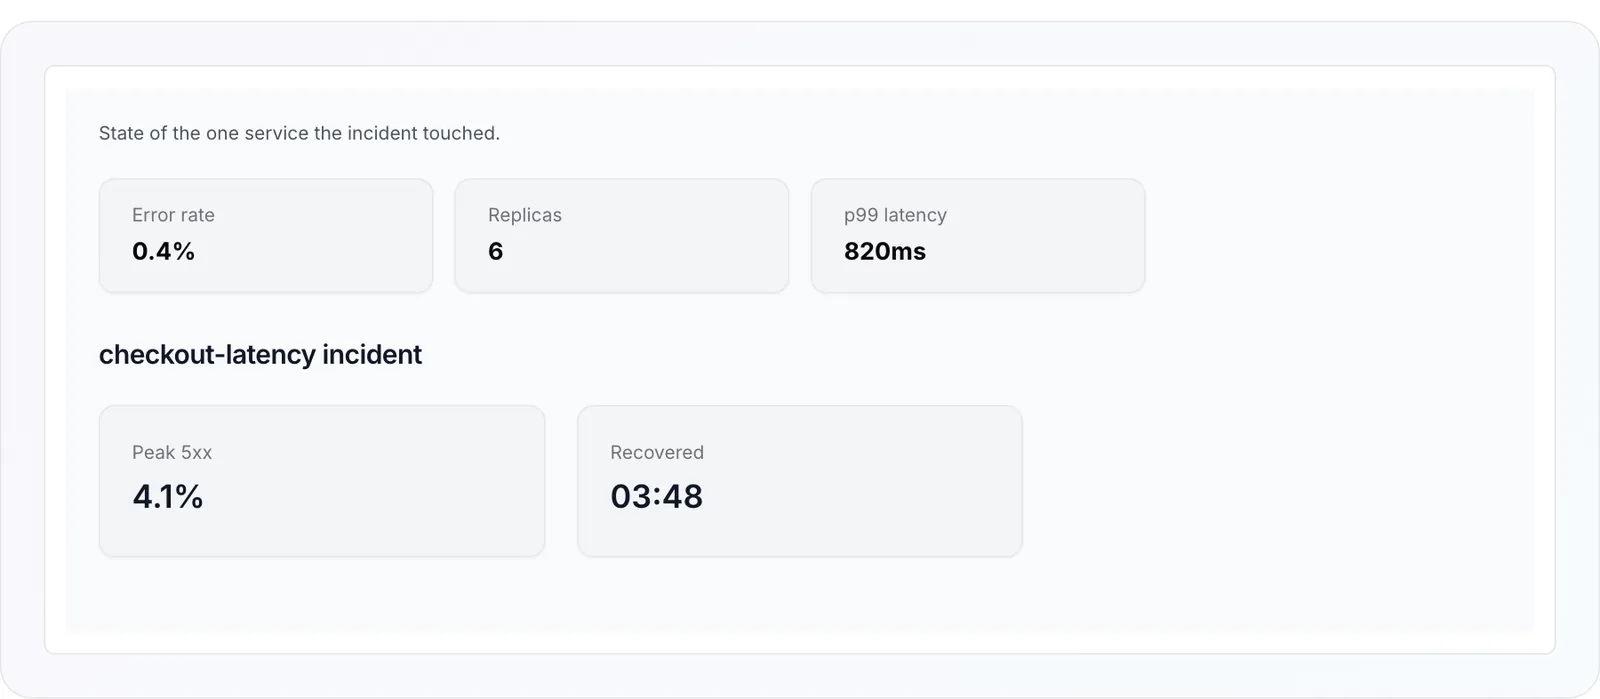 State of the one service the incident touched.
Error rate
0.4%
Replicas
6
p99 latency
820ms
checkout-latency incident
Peak 5xx
4.1%
Recovered
03:48